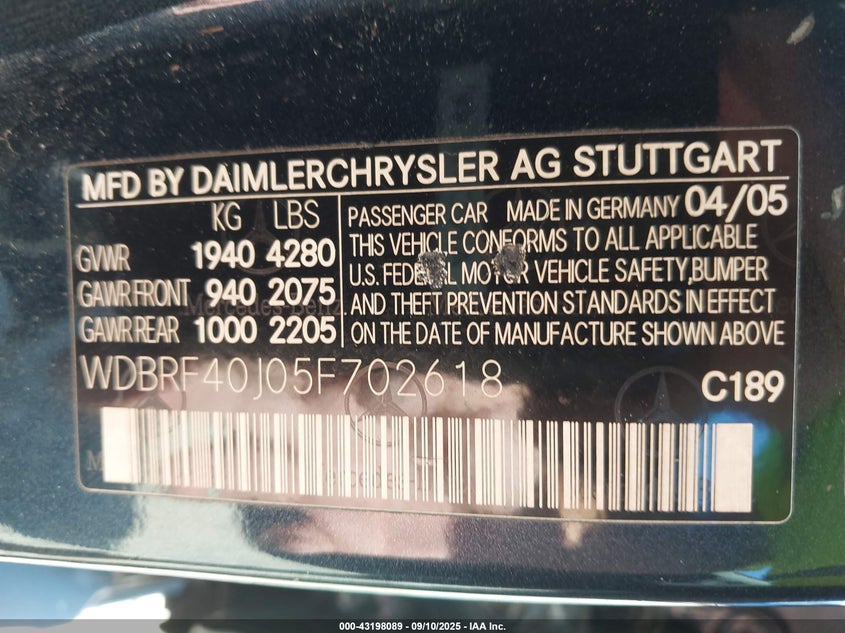 MFD BY DAIMLERCHRYSLER AG STUTTGART
KG LBS
GVWR 1940 4280
GAWR FRONT 940 2075
GAWR REAR 1000 2205
PASSENGER CAR MADE IN GERMANY 04/05
THIS VEHICLE CONFORMS TO ALL APPLICABLE
U.S. FEDERAL MOTOR VEHICLE SAFETY,BUMPER
AND THEFT PREVENTION STANDARDS IN EFFECT
ON THE DATE OF MANUFACTURE SHOWN ABOVE
WDBRF40J05F702618 C189
Mercedes-Benz
000-43198089 - 09/10/2025 - IAA Inc.